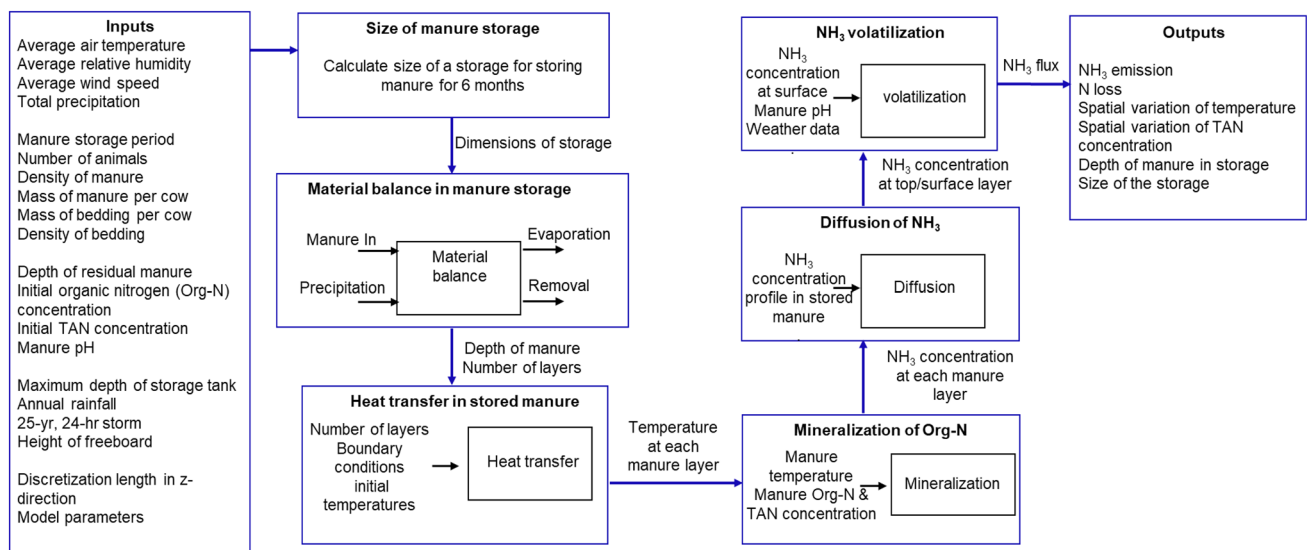 Inputs
Average air temperature
Average relative humidity
Average wind speed
Total precipitation
Manure storage period
Number of animals
Density of manure
Mass of manure per cow
Mass of bedding per cow
Density of bedding
Depth of residual manure
Initial organic nitrogen (Org-N)
concentration
Initial TAN concentration
Manure pH
Maximum depth of storage tank
Annual rainfall
25-yr, 24-hr storm
Height of freeboard
Discretization length in z-
direction
Model parameters
Size of manure storage
Calculate size of a storage for storing
manure for 6 months
Dimensions of storage
Material balance in manure storage
Manure In
Precipitation
Material
balance
Evaporation
Removal
Depth of manure
Number of layers
Heat transfer in stored manure
Number of layers
Boundary
conditions
initial
temperatures
Heat transfer
Temperature
at each
manure layer
Mineralization of Org-N
Manure
temperature
Manure Org-N &
TAN concentration
Mineralization
NH3 concentration
at each manure
layer
Diffusion of NH3
NH3
concentration
profile in stored
manure
Diffusion
NH3 concentration
at top/surface layer
NH3 volatilization
NH3
concentration
at surface
Manure pH
Weather data
volatilization
NH3 flux
Outputs
NH3 emission
N loss
Spatial variation of temperature
Spatial variation of TAN
concentration
Depth of manure in storage
Size of the storage